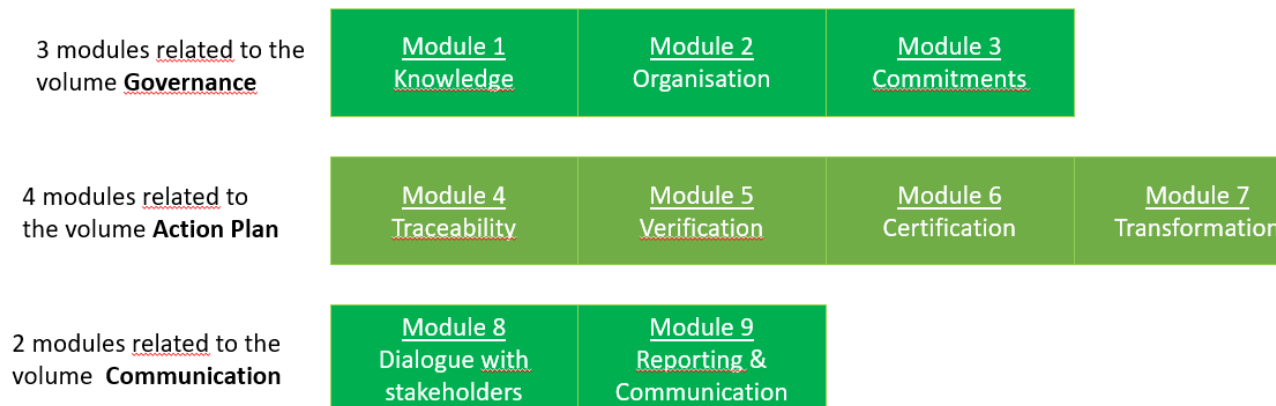 3 modules related to the
volume Governance
Module 1
Knowledge
Module 2
Organisation
Module 3
Commitments
4 modules related to
the volume Action Plan
Module 4
Traceability
Module 5
Verification
Module 6
Certification
Module 7
Transformation
2 modules related to the
volume Communication
Module 8
Dialogue with
stakeholders
Module 9
Reporting &
Communication